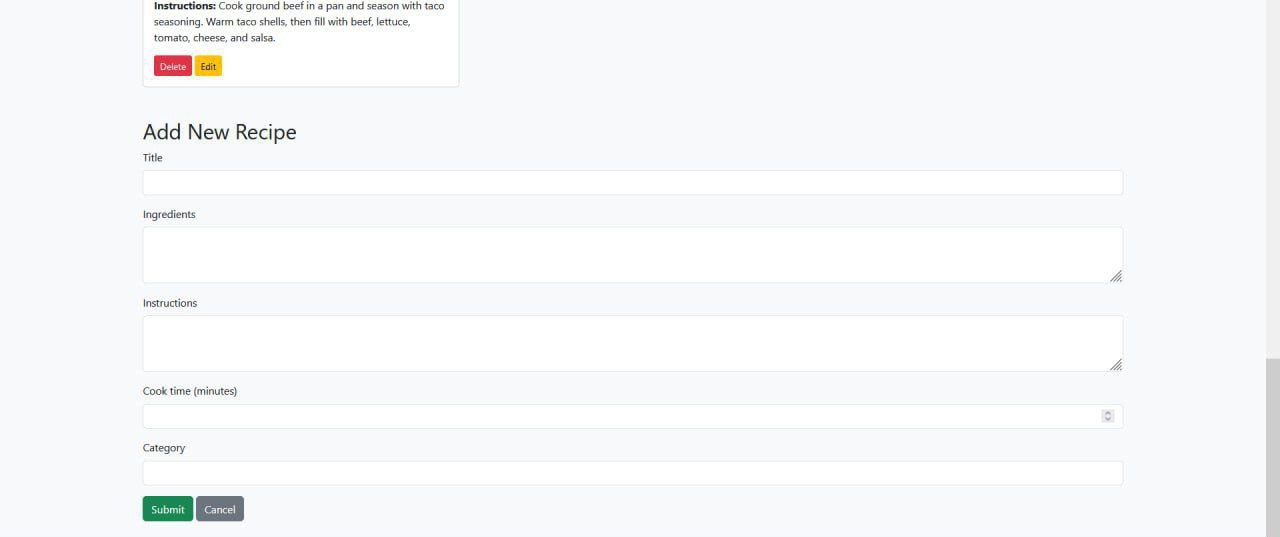 Instructions: Cook ground beef in a pan and season with taco
seasoning. Warm taco shells, then fill with beef, lettuce,
tomato, cheese, and salsa.
Delete Edit
Add New Recipe
Title
Ingredients
Instructions
Cook time (minutes)
Category
Submit Cancel